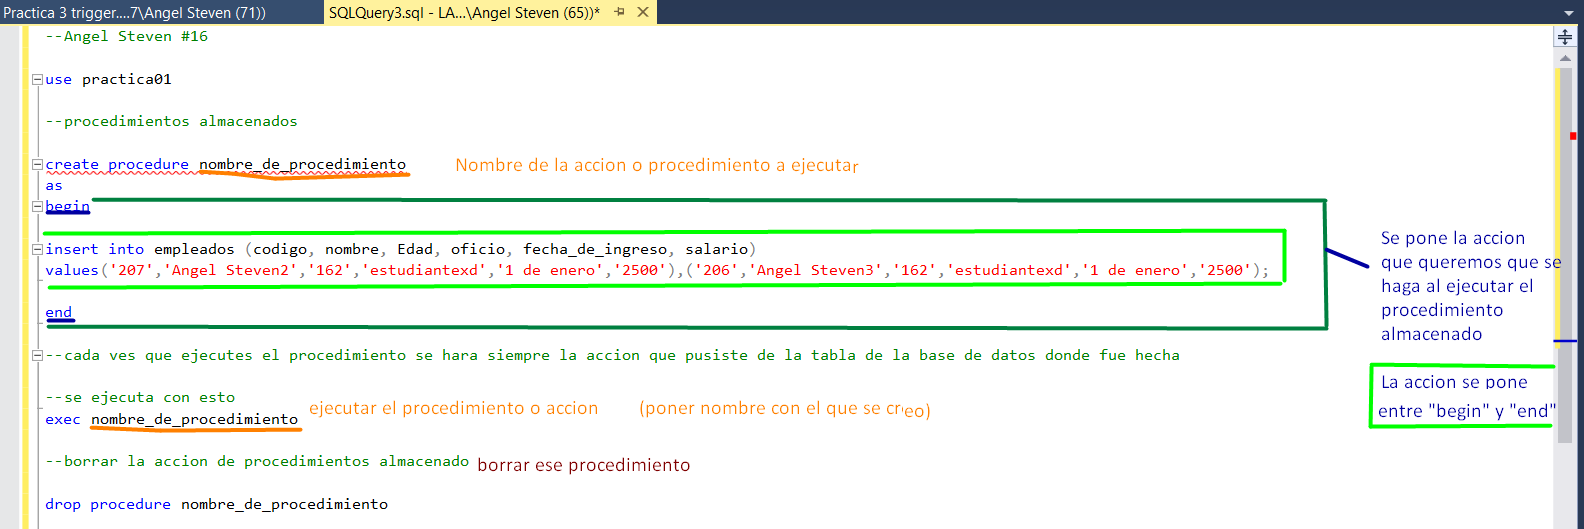 Practica 3 trigger....7\Angel Steven (71))
SQLQuery3.sql - LA...\Angel Steven (65))*
--Angel Steven #16
use practica01
--procedimientos almacenados
create procedure nombre_de_procedimiento
Nombre de la accion o procedimiento a ejecutar
as
begin
insert into empleados (codigo, nombre, Edad, oficio, fecha_de_ingreso, salario)
values('207','Angel Steven2','162','estudiantexd','1 de enero','2500'),('206','Angel Steven3','162','estudiantexd','1 de enero','2500');
end
Se pone la accion
que queremos que se
haga al ejecutar el
procedimiento
almacenado
--cada ves que ejecutes el procedimiento se hara siempre la accion que pusiste de la tabla de la base de datos donde fue hecha
La accion se pone
entre "begin" y "end"
--se ejecuta con esto
exec nombre_de_procedimiento
ejecutar el procedimiento o accion (poner nombre con el que se creo)
--borrar la accion de procedimientos almacenado
borrar ese procedimiento
drop procedure nombre_de_procedimiento